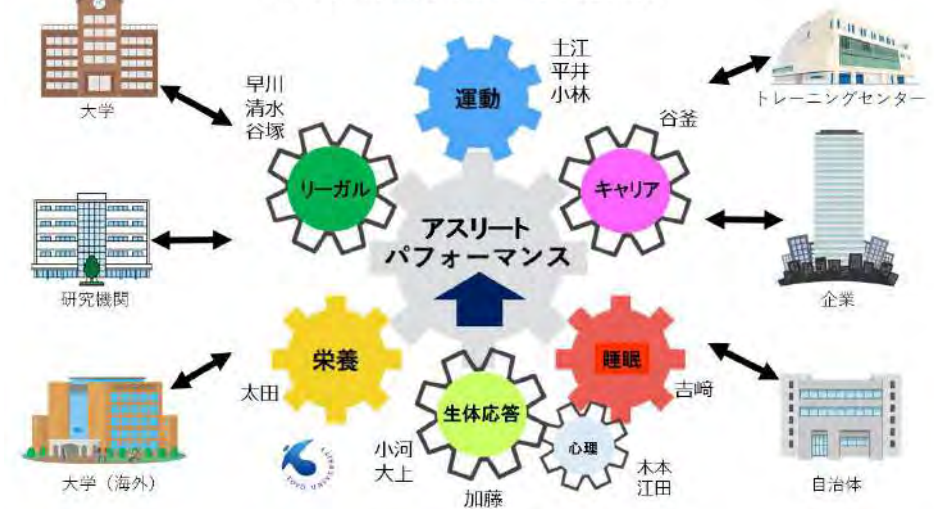 大学
早川
清水
谷塚
運動
土江
平井
小林
トレーニングセンター
谷釜
リーガル
キャリア
アスリート
パフォーマンス
研究機関
企業
栄養
太田
睡眠
吉﨑
生体応答
小河
大上
加藤
心理
木本
江田
大学（海外）
TOYO UNIVERSITY
自治体